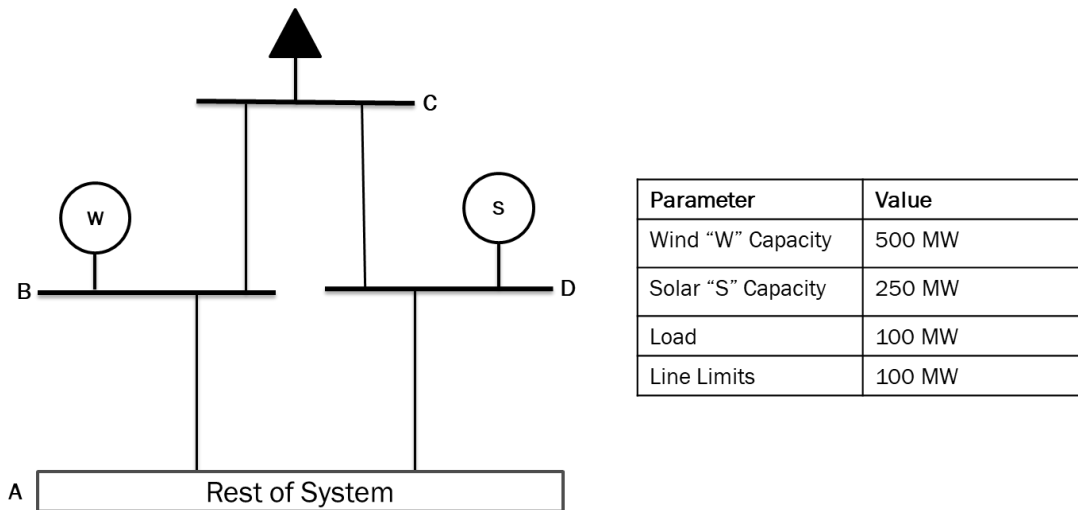 C
W
S
B
D
A
Rest of System
Parameter Value
Wind “W” Capacity 500 MW
Solar “S” Capacity 250 MW
Load 100 MW
Line Limits 100 MW